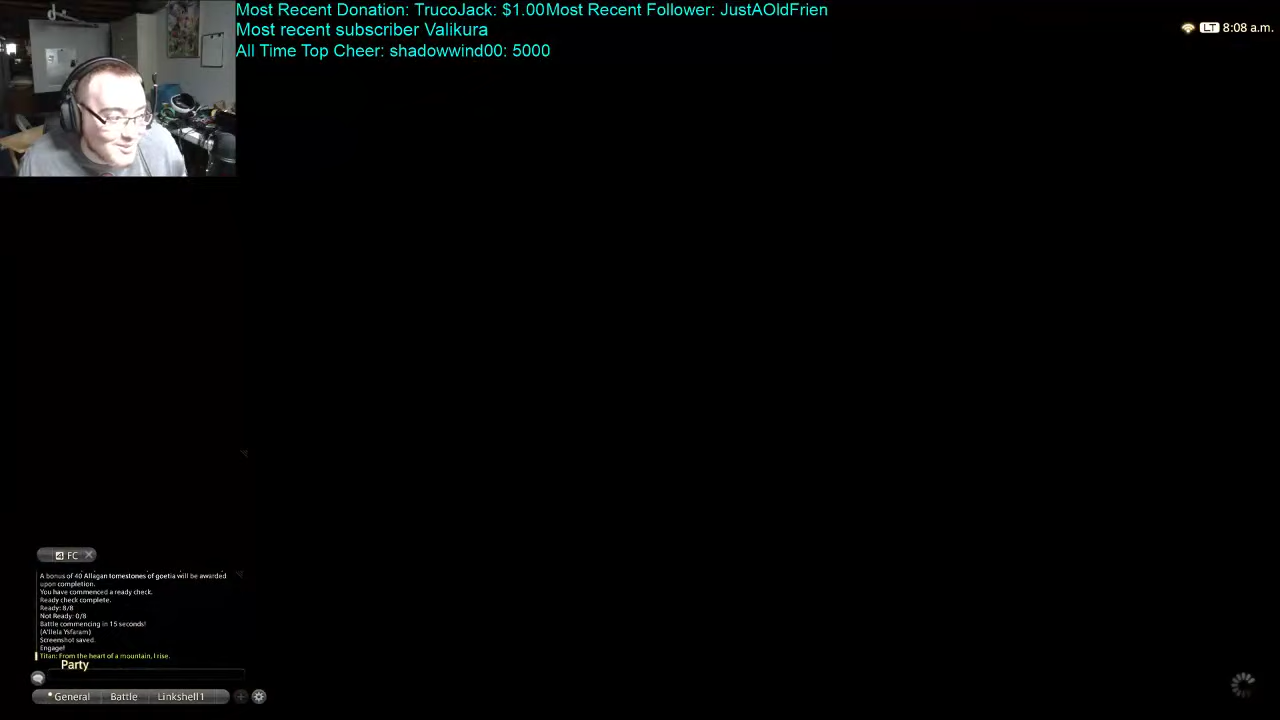 Most Recent Donation: TrucoJack: $1.00Most Recent Follower: JustAOldFrien
Most recent subscriber Valikura
All Time Top Cheer: shadowwind00: 5000
LT 8:08 a.m.
4 FC
A bonus of 40 Allagan tomestones of goetia will be awarded
upon completion.
You have commenced a ready check.
Ready check complete.
Ready: 8/8
Not Ready: 0/8
Battle commencing in 15 seconds!
(A'llela Ysfaram)
Screenshot saved.
Engage!
Titan: From the heart of a mountain, I rise.
Party
General Battle Linkshell1